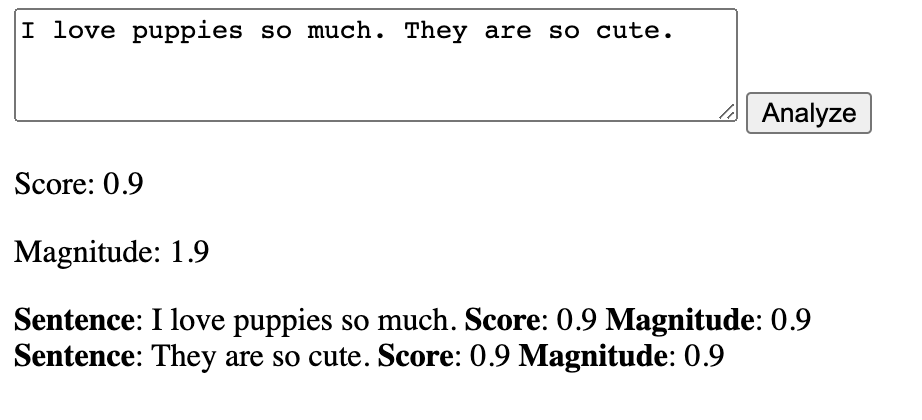 I love puppies so much. They are so cute.
Analyze
Score: 0.9
Magnitude: 1.9
Sentence: I love puppies so much. Score: 0.9 Magnitude: 0.9
Sentence: They are so cute. Score: 0.9 Magnitude: 0.9